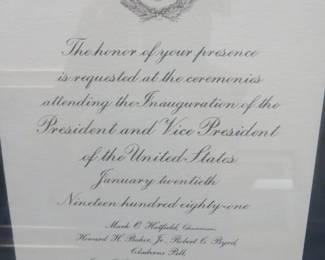 The honor of your presence
is requested at the ceremonies
attending the Inauguration of the
President and Vice President
of the United States
January twentieth
Nineteen hundred eighty-one
Mark O. Hatfield, Chairman,
Howard H. Baker, Jr. Robert C. Byrd,
Claiborne Pell,